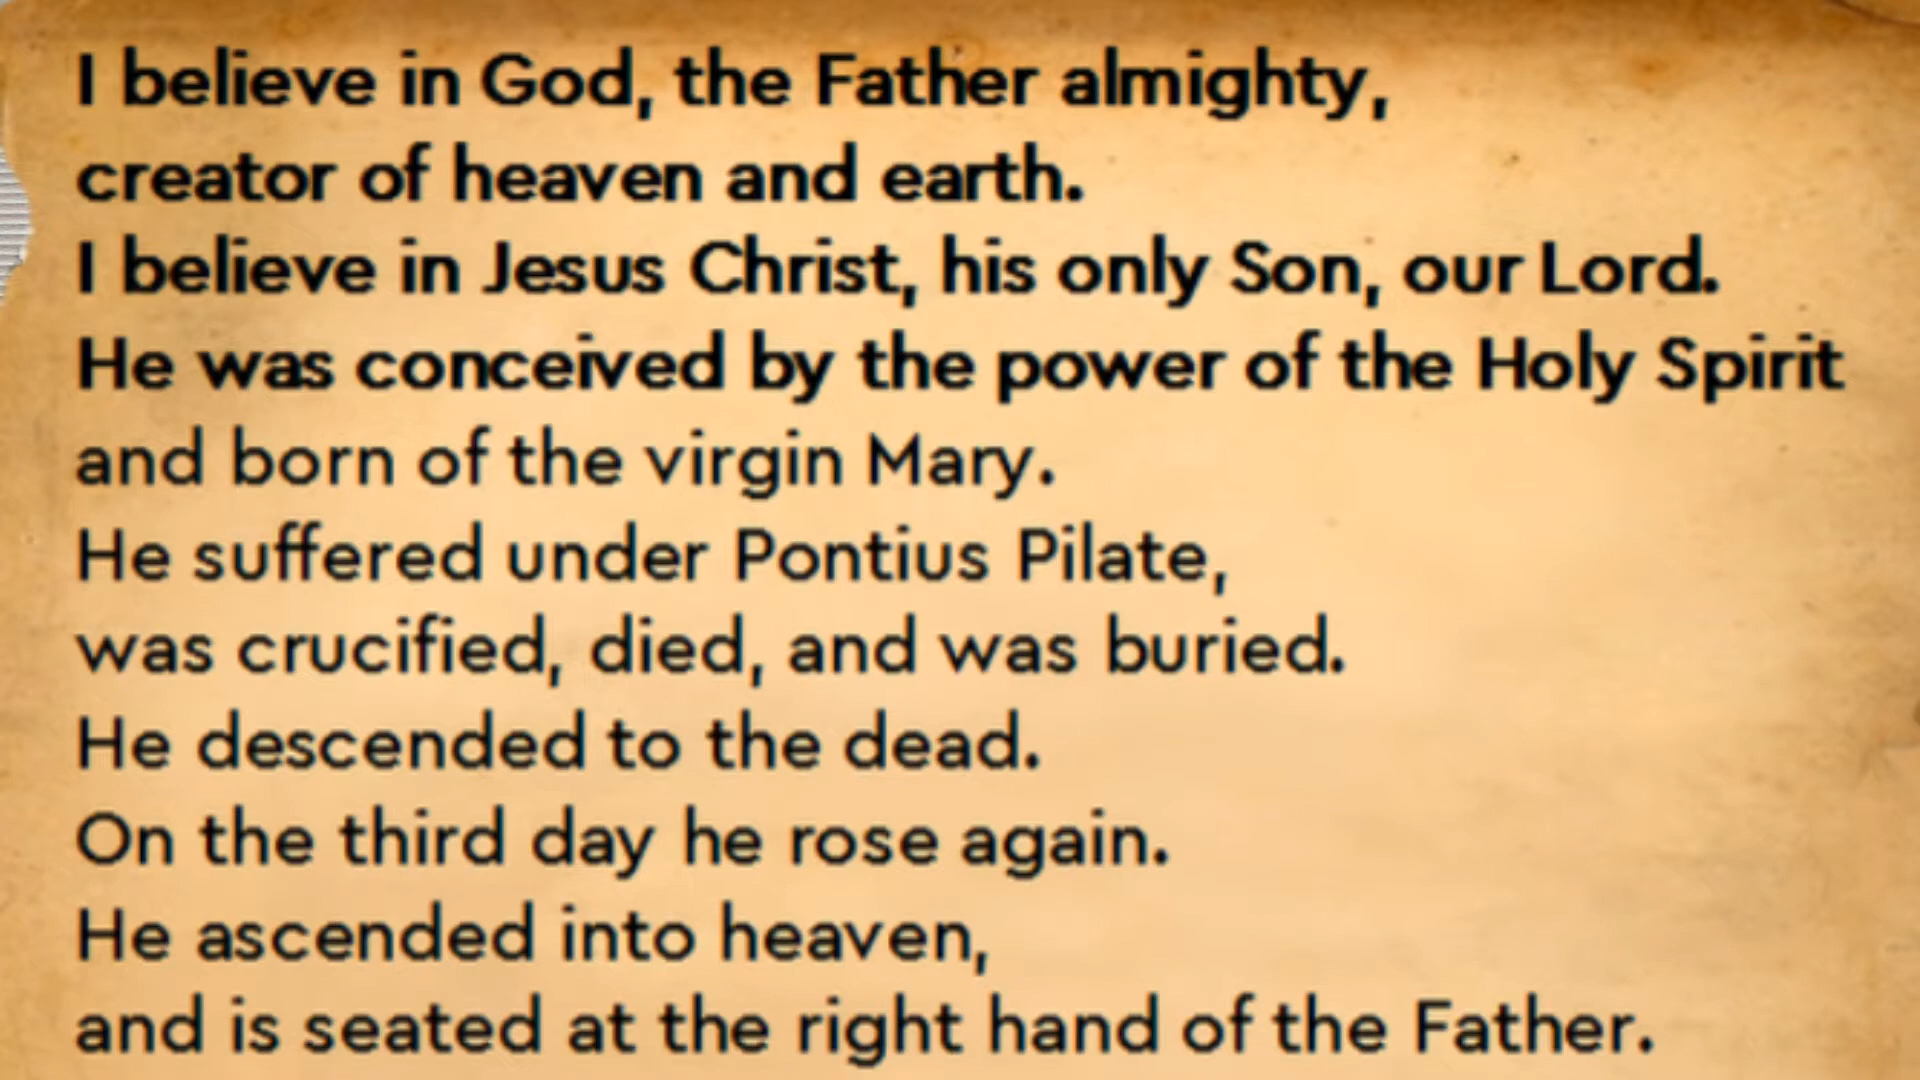 I believe in God, the Father almighty,
creator of heaven and earth.
I believe in Jesus Christ, his only Son, our Lord.
He was conceived by the power of the Holy Spirit
and born of the virgin Mary.
He suffered under Pontius Pilate,
was crucified, died, and was buried.
He descended to the dead.
On the third day he rose again.
He ascended into heaven,
and is seated at the right hand of the Father.